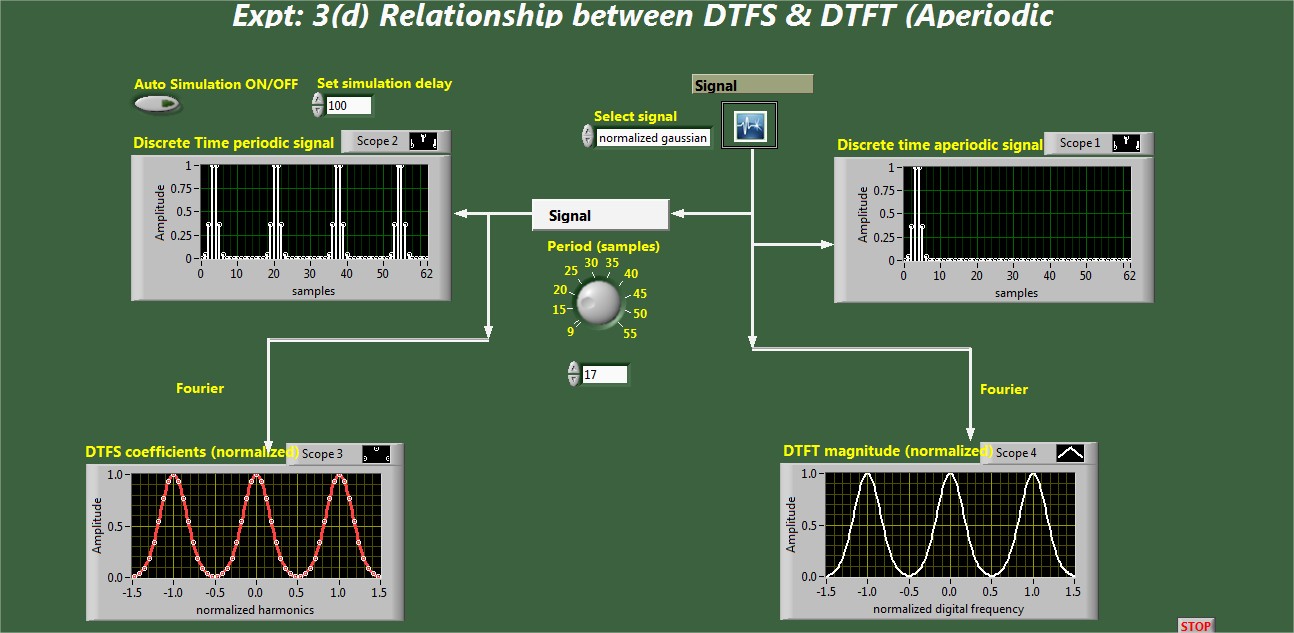 Expt: 3(d) Relationship between DTFS & DTFT (Aperiodic
Auto Simulation ON/OFF
Set simulation delay
100
Signal
Select signal
normalized gaussian
Discrete Time periodic signal
Scope 2
Amplitude
1
0.75
0.5
0.25
0
0 10 20 30 40 50 62
samples
Signal
Period (samples)
9 15 20 25 30 35 40 45 50 55
17
Discrete time aperiodic signal
Scope 1
Amplitude
1
0.75
0.5
0.25
0
0 10 20 30 40 50 62
samples
Fourier
Fourier
DTFS coefficients (normalized)
Scope 3
Amplitude
1.0
0.5
0.0
-1.5 -1.0 -0.5 0.0 0.5 1.0 1.5
normalized harmonics
DTFT magnitude (normalized)
Scope 4
Amplitude
1.0
0.5
0.0
-1.5 -1.0 -0.5 0.0 0.5 1.0 1.5
normalized digital frequency
STOP